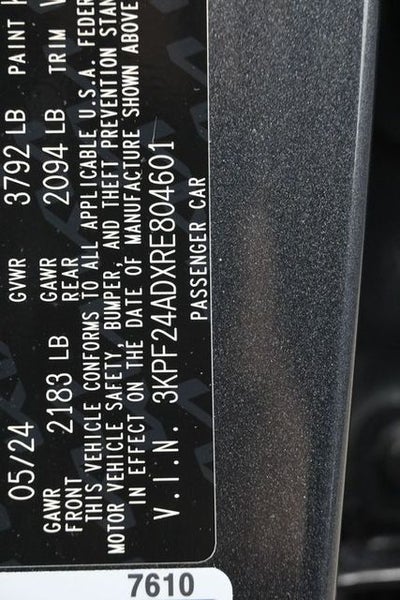 05/24 GVWR 3792 LB PAINT
GAWR FRONT 2183 LB GAWR REAR 2094 LB TRIM
THIS VEHICLE CONFORMS TO ALL APPLICABLE U.S.A. FEDER
MOTOR VEHICLE SAFETY, BUMPER, AND THEFT PREVENTION STAN
IN EFFECT ON THE DATE OF MANUFACTURE SHOWN ABOVE
V.I.N. 3KPF24ADXRE804601
PASSENGER CAR
7610